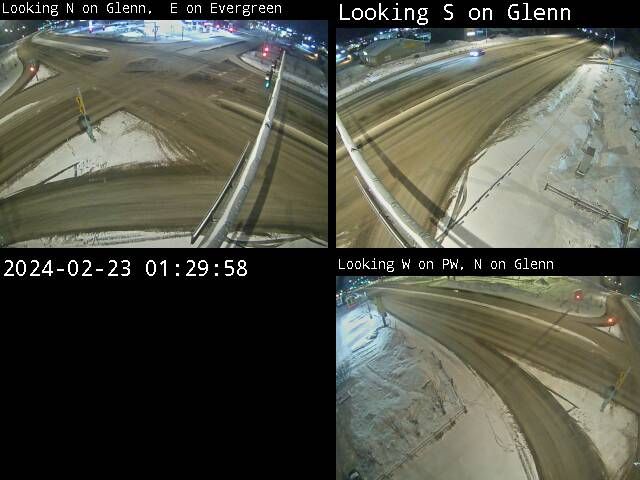 Looking N on Glenn,  E on Evergreen
Looking S on Glenn
2024-02-23 01:29:58
Looking W on PW, N on Glenn